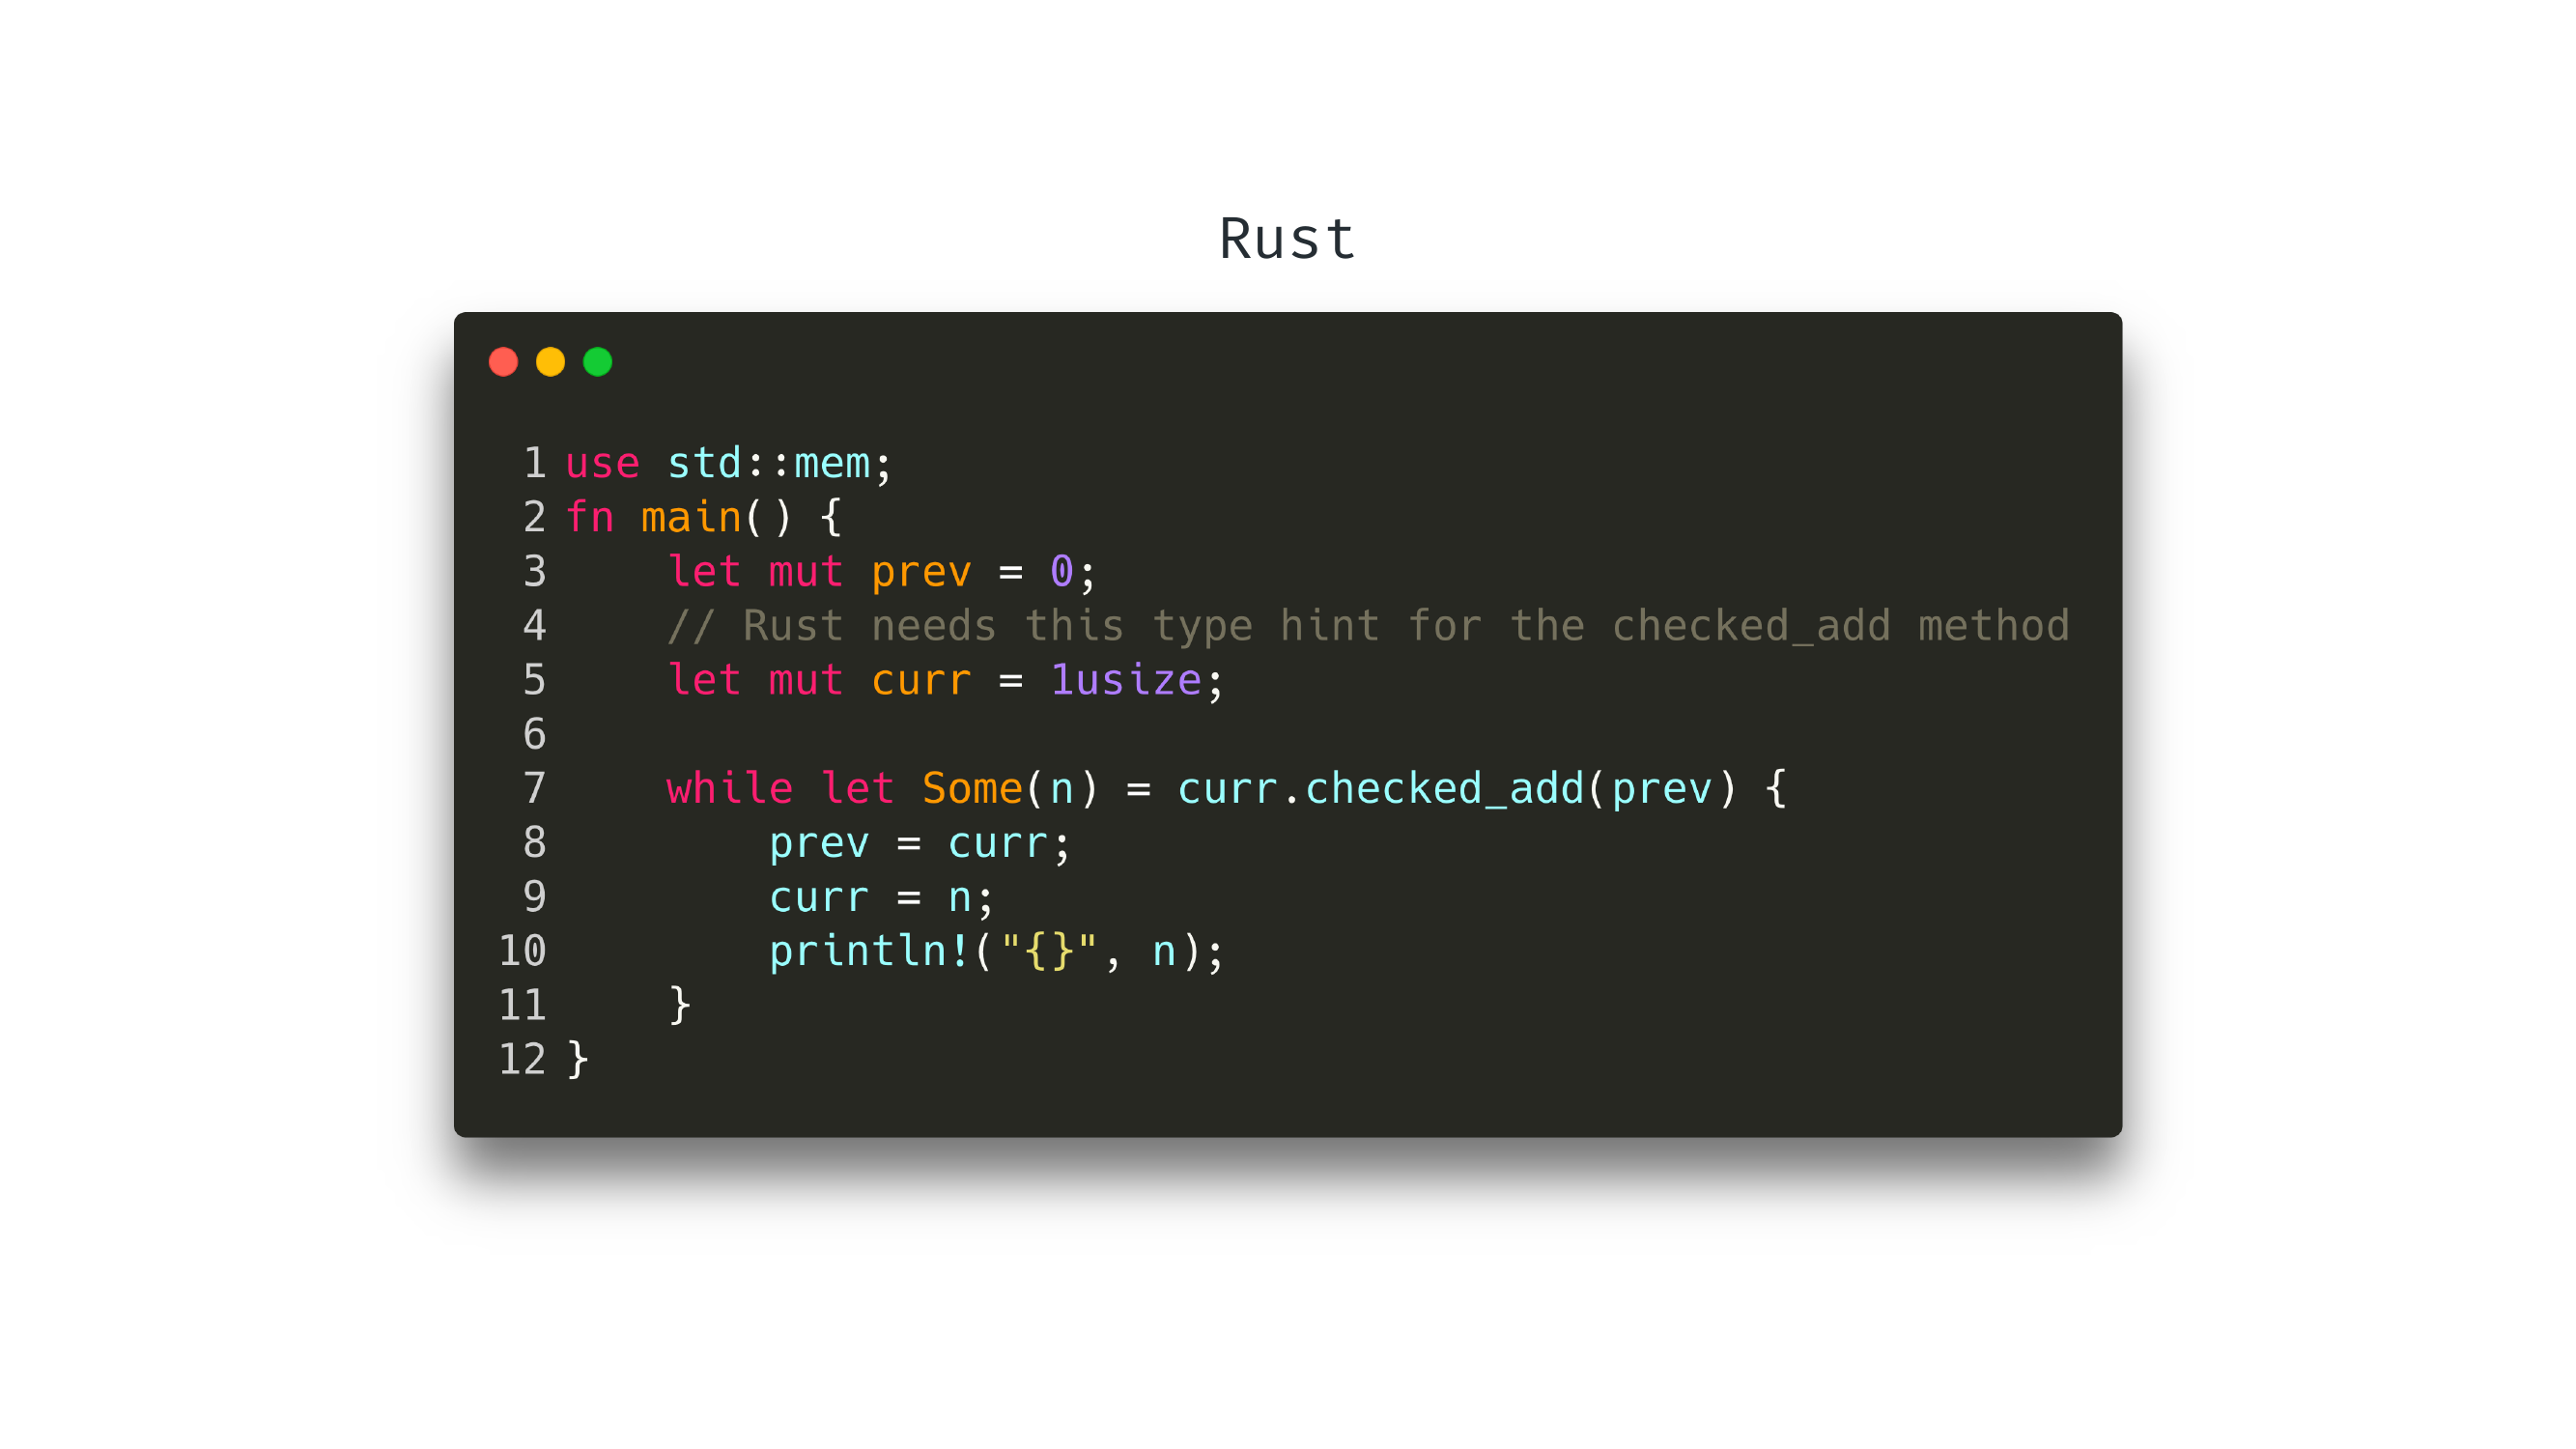 Rust
1 use std::mem;
2 fn main() {
3     let mut prev = 0;
4     // Rust needs this type hint for the checked_add method
5     let mut curr = 1usize;
6
7     while let Some(n) = curr.checked_add(prev) {
8         prev = curr;
9         curr = n;
10         println!("{}", n);
11     }
12 }